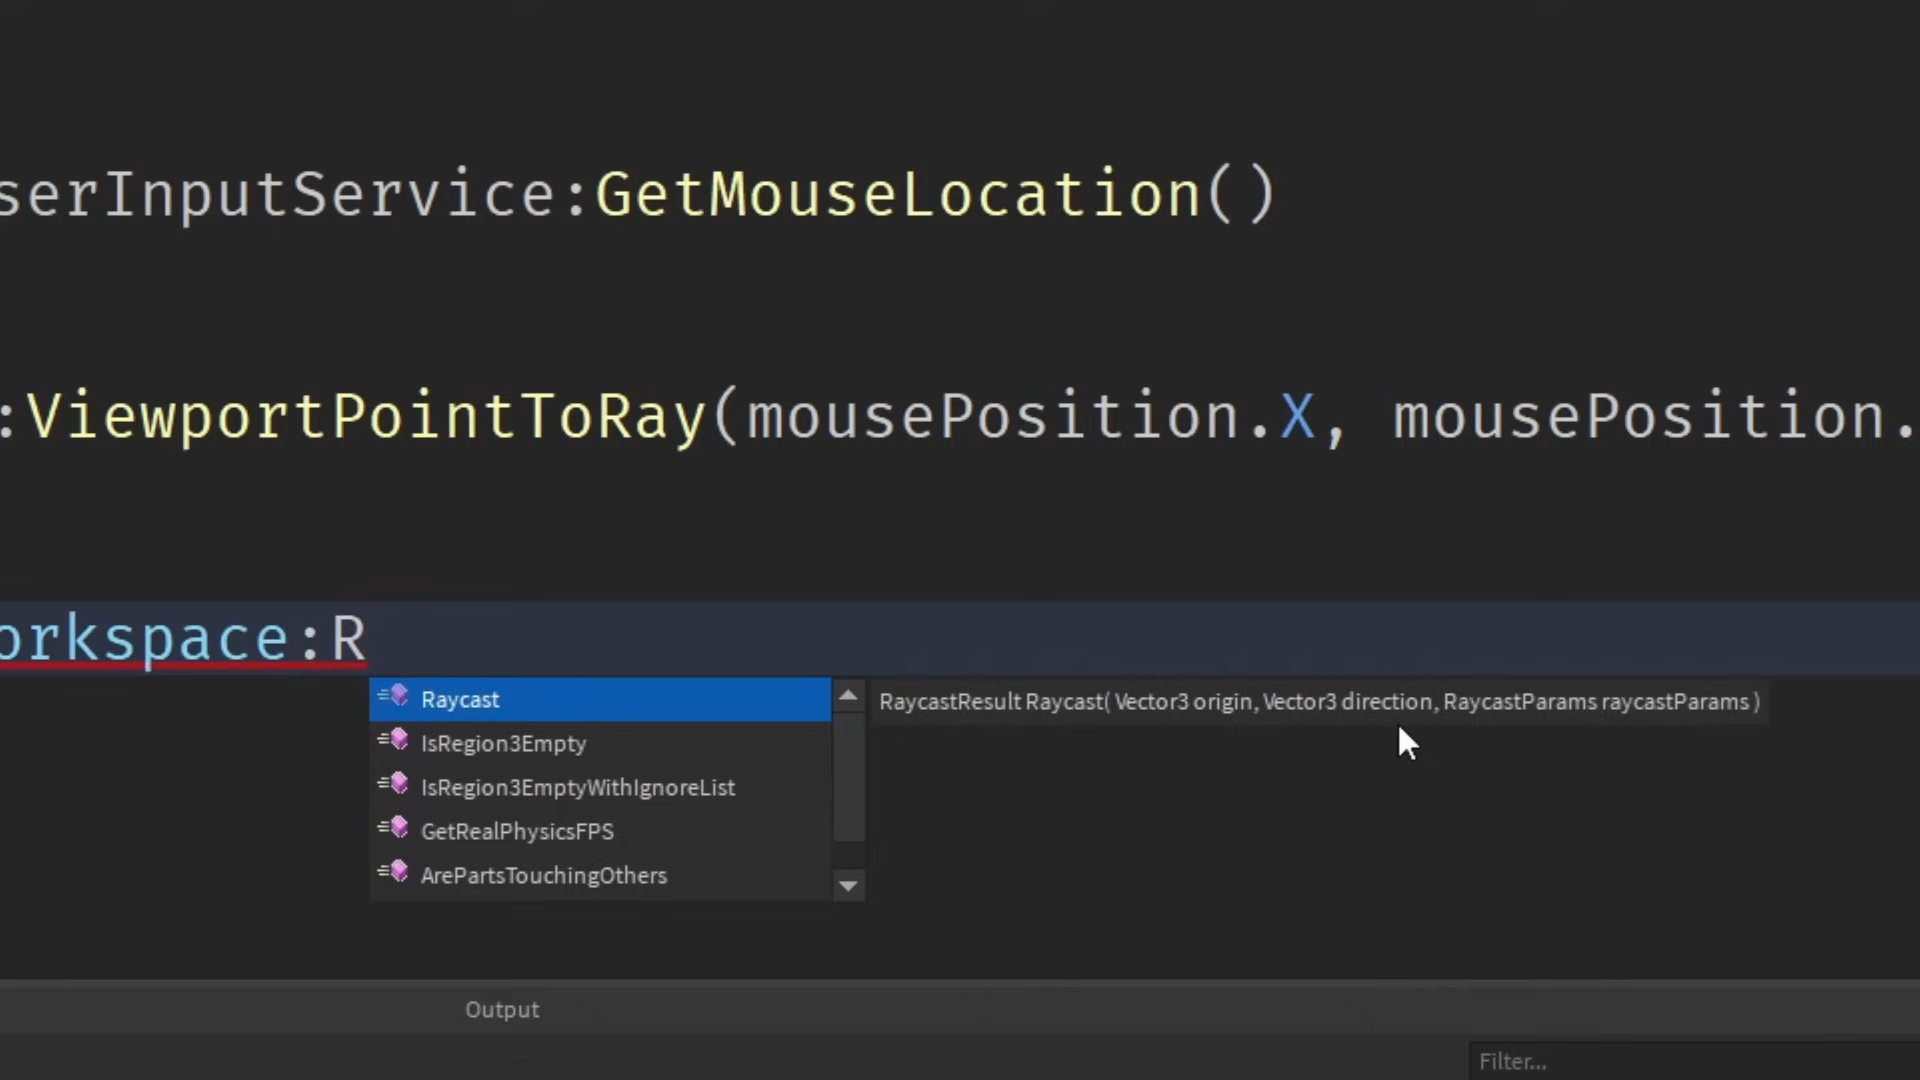 serInputService:GetMouseLocation()
:ViewportPointToRay(mousePosition.X, mousePosition.
orkspace:R
Raycast
RaycastResult Raycast( Vector3 origin, Vector3 direction, RaycastParams raycastParams )
IsRegion3Empty
IsRegion3EmptyWithIgnoreList
GetRealPhysicsFPS
ArePartsTouchingOthers
Output
Filter...